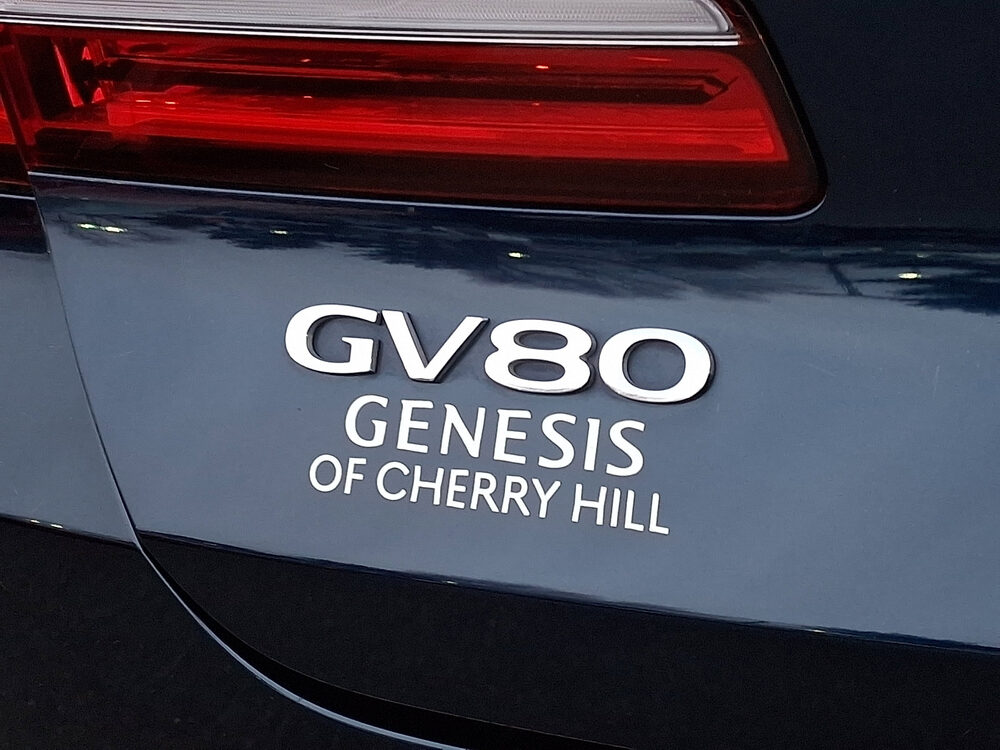 GV80
GENESIS
OF CHERRY HILL